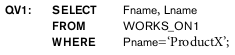 QV1: SELECT Fname, Lname
FROM WORKS_ON1
WHERE Pname=‘ProductX’;